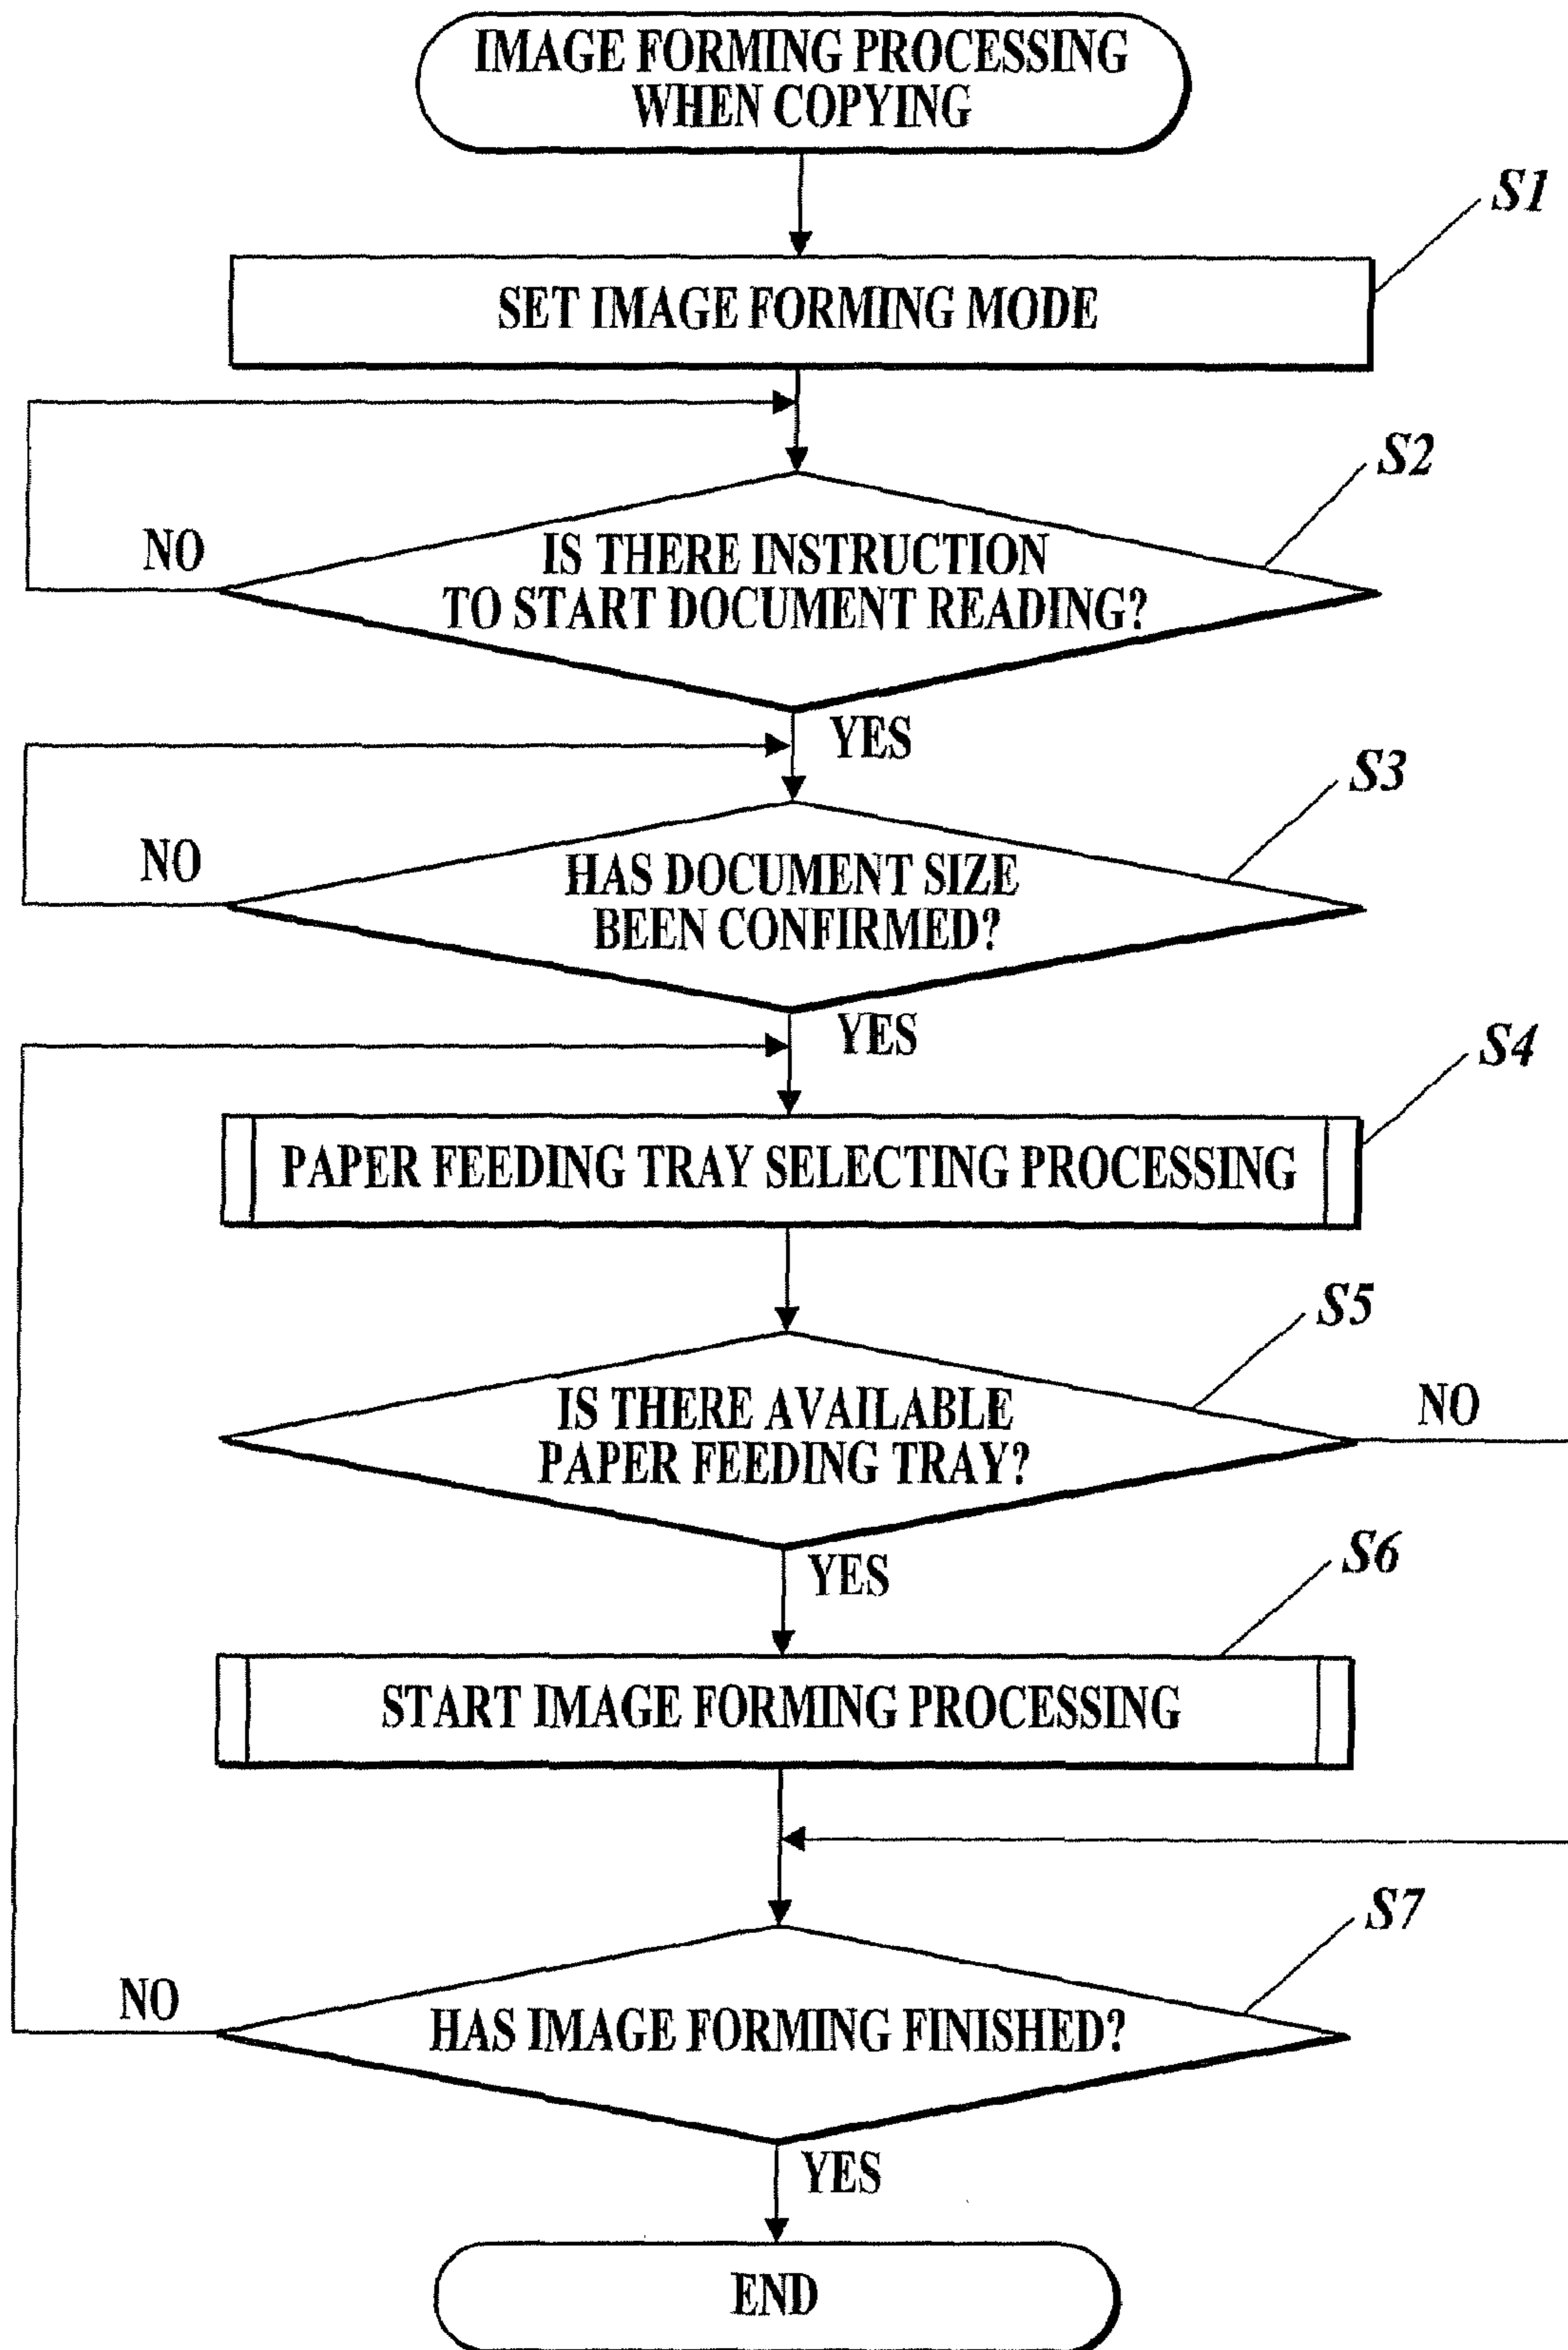 IMAGE FORMING PROCESSING
WHEN COPYING
S1
SET IMAGE FORMING MODE
S2
NO
IS THERE INSTRUCTION
TO START DOCUMENT READING?
YES
S3
NO
HAS DOCUMENT SIZE
BEEN CONFIRMED?
YES
S4
PAPER FEEDING TRAY SELECTING PROCESSING
S5
IS THERE AVAILABLE
PAPER FEEDING TRAY?
NO
YES
S6
START IMAGE FORMING PROCESSING
S7
NO
HAS IMAGE FORMING FINISHED?
YES
END